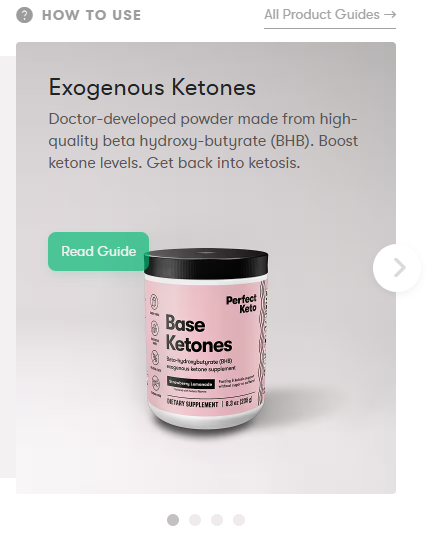 ? HOW TO USE
All Product Guides →
Exogenous Ketones
Doctor-developed powder made from high-
quality beta hydroxy-butyrate (BHB). Boost
ketone levels. Get back into ketosis.
Read Guide
Perfect
Keto
Base
Ketones
Beta-hydroxybutyrate (BHB)
exogenous ketone supplement
Strawberry Lemonade
DIETARY SUPPLEMENT | 8.3 oz (236 g)